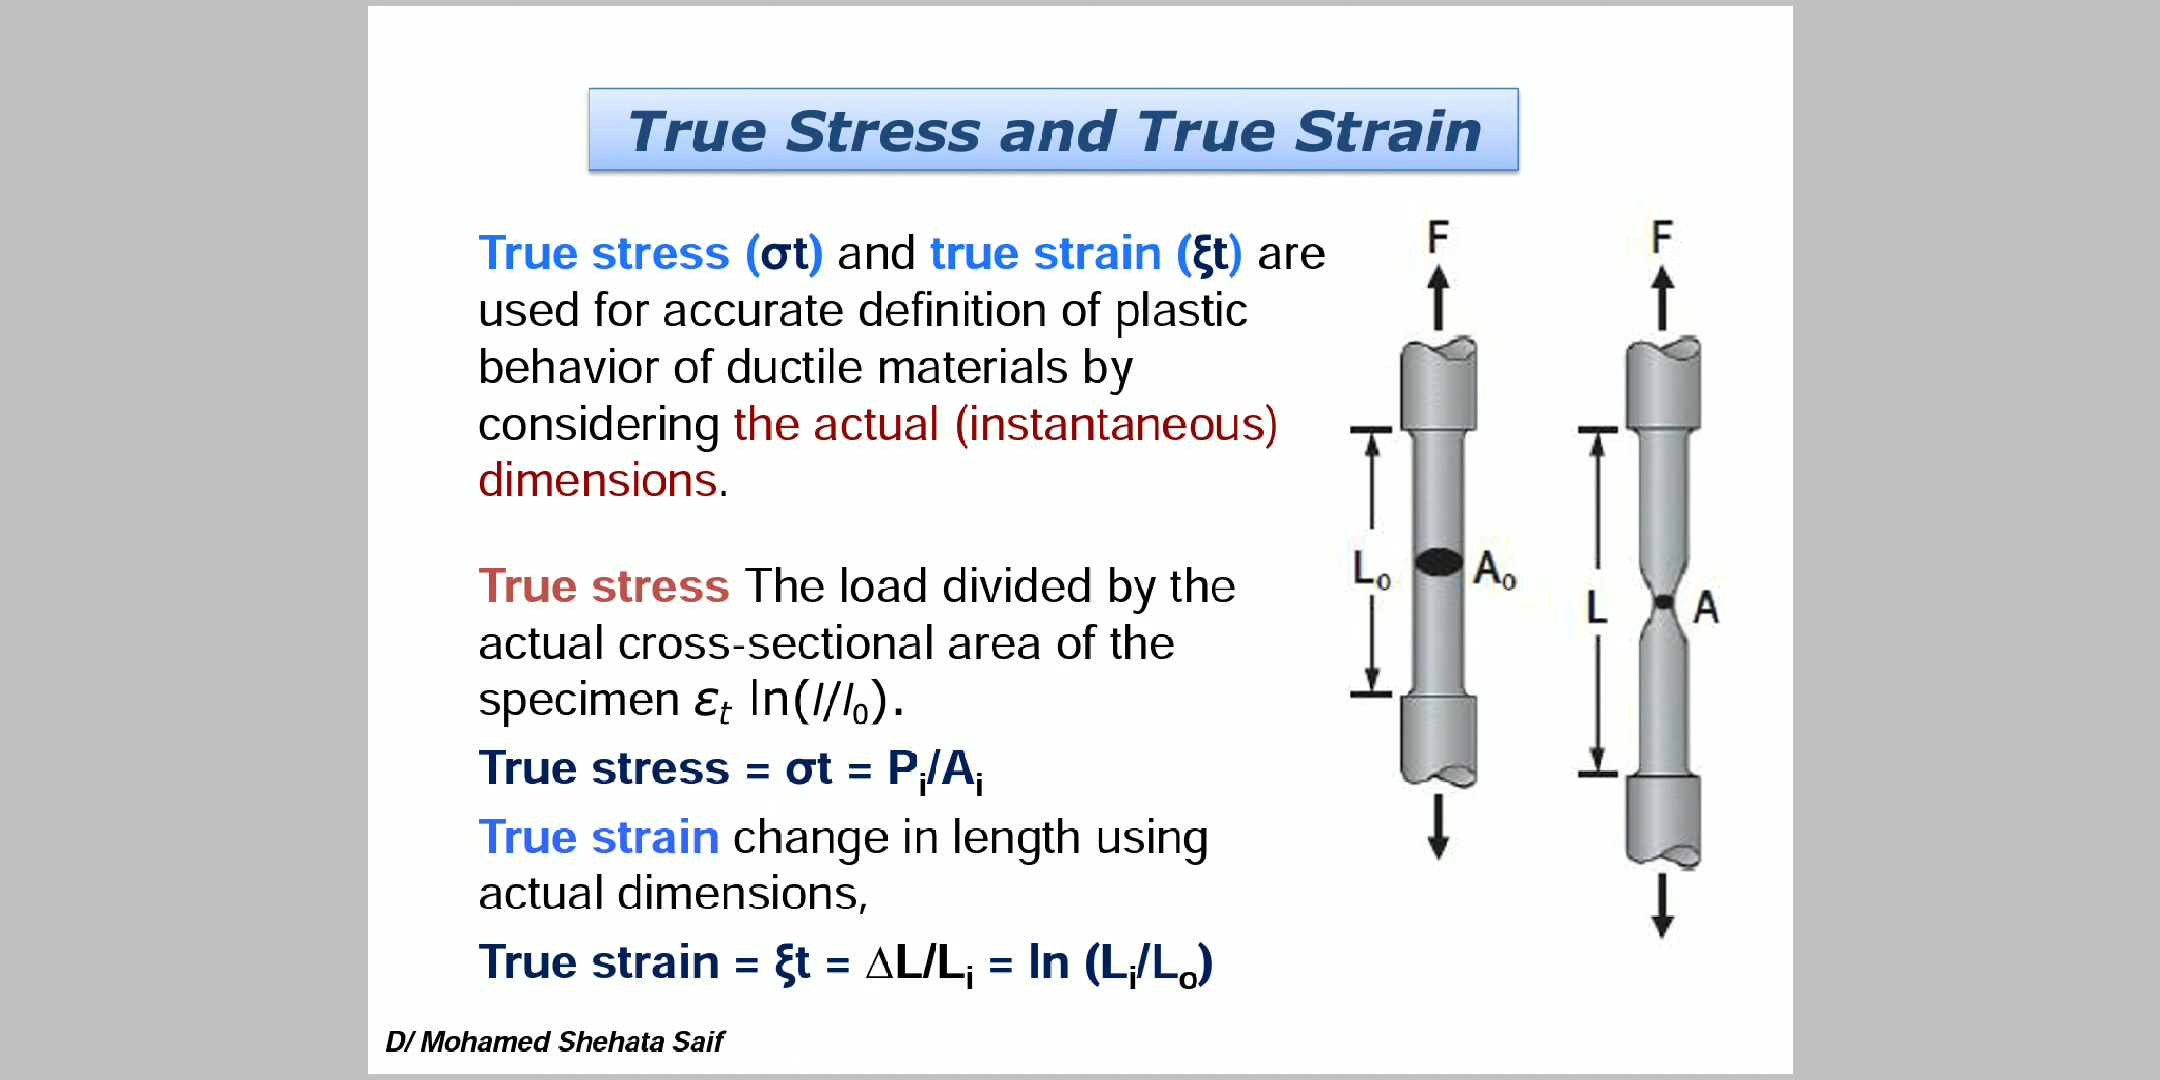 True Stress and True Strain
True stress (σt) and true strain (ξt) are
used for accurate definition of plastic
behavior of ductile materials by
considering the actual (instantaneous)
dimensions.
True stress The load divided by the
actual cross-sectional area of the
specimen εt ln(l/l0).
True stress = σt = Pi/Ai
True strain change in length using
actual dimensions,
True strain = ξt = ΔL/Li = ln (Li/Lo)
F
F
Lo
Ao
L
A
D/ Mohamed Shehata Saif